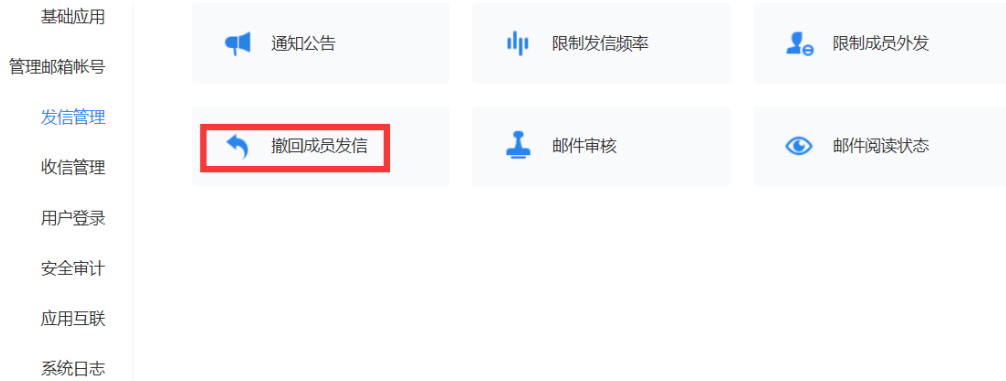 基础应用
管理邮箱帐号
发信管理
收信管理
用户登录
安全审计
应用互联
系统日志
通知公告
限制发信频率
限制成员外发
撤回成员发信
邮件审核
邮件阅读状态